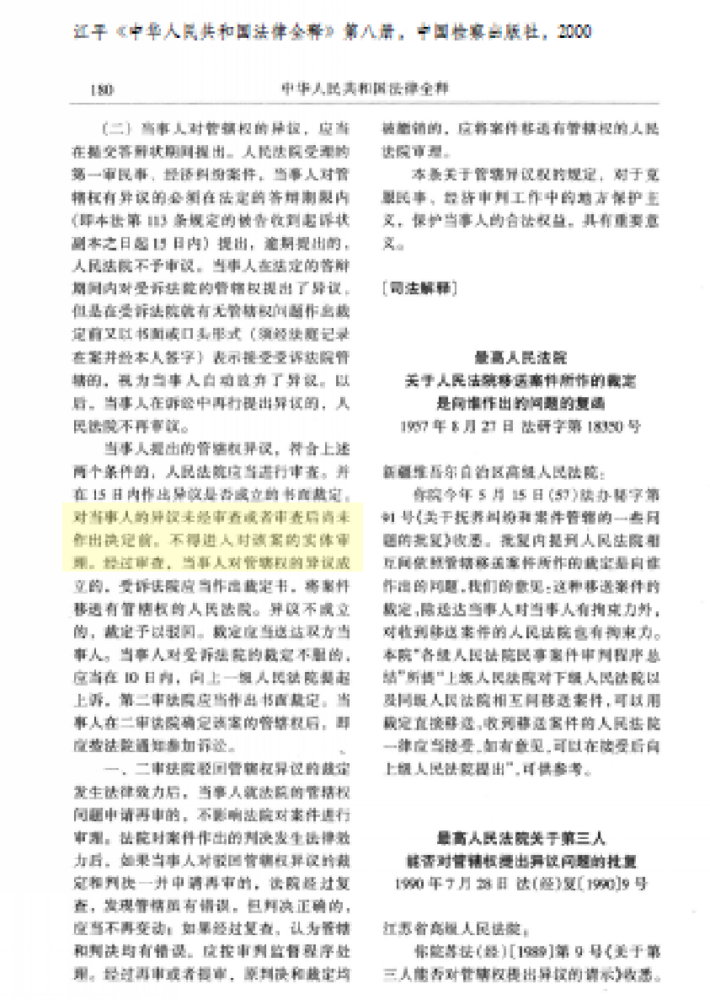 江平《中华人民共和国法律全释》第八册，中国检察出版社，2000
180
中华人民共和国法律全释
（二）当事人对管辖权的异议，应当
在提交答辩状期间提出。人民法院受理的
第一审民事、经济纠纷案件，当事人对管
辖权有异议的必须在法定的答辩期限内
(即本法第 113 条规定的被告收到起诉状
副本之日起 15 日内）提出，逾期提出的，
人民法院不予审议。当事人在法定的答辩
期间内对受诉法院的管辖权提出了异议，
但是在受诉法院就有无管辖权问题作出裁
定前又以书面或口头形式（须经法庭记录
在案并经本人签字）表示接受受诉法院管
辖的，视为当事人自动放弃了异议。以
后，当事人在诉讼中再行提出异议的，人
民法院不再审议。
当事人提出的管辖权异议，符合上述
两个条件的，人民法院应当进行审查。并
在 15 日内作出异议是否成立的书面裁定。
对当事人的异议未经审查或者审查后尚未
作出决定前，不得进入对该案的实体审
理。经过审查，当事人对管辖权的异议成
立的，受诉法院应当作出裁定书，将案件
移送有管辖权的人民法院。异议不成立
的，裁定予以驳回。裁定应当送达双方当
事人。当事人对受诉法院的裁定不服的，
应当在 10 日内，向上一级人民法院提起
上诉，第二审法院应当作出书面裁定。当
事人在二审法院确定该案的管辖权后，即
应按法院通知参加诉讼。
一、二审法院驳回管辖权异议的裁定
发生法律效力后，当事人就法院的管辖权
问题申请再审的，不影响法院对案件进行
审理。法院对案件作出的判决发生法律效
力后，如果当事人对驳回管辖权异议的裁
定和判决一并申请再审的，法院经过复
查，发现管辖虽有错误，但判决正确的，
应当不再变动；如果经过复查，认为管辖
和判决均有错误，应按审判监督程序处
理。经过再审或者提审，原判决和裁定均
被撤销的，应将案件移送有管辖权的人民
法院审理。
本条关于管辖异议权的规定，对于克
服民事、经济审判工作中的地方保护主
义，保护当事人的合法权益，具有重要意
义。
[司法解释]
最高人民法院
关于人民法院移送案件所作的裁定
是向谁作出的问题的复函
1957 年 8 月 27 日 法研字第 18350 号
新疆维吾尔自治区高级人民法院：
你院今年 5 月 15 日(57)法办秘字第
91 号《关于抚养纠纷和案件管辖的一些问
题的批复》收悉。批复内提到人民法院相
互间依照管辖移送案件所作的裁定是向谁
作出的问题，我们的意见：这种移送案件的
裁定，除送达当事人对当事人有拘束力外，
对收到移送案件的人民法院也有拘束力。
本院“各级人民法院民事案件审判程序总
结”所提“上级人民法院对下级人民法院以
及同级人民法院相互间移送案件，可以用
裁定直接移送，收到移送案件的人民法院
一律应当接受，如有意见，可以在接受后向
上级人民法院提出”，可供参考。
最高人民法院关于第三人
能否对管辖权提出异议问题的批复
1990 年 7 月 28 日 法(经)复[1990]9 号
江苏省高级人民法院：
你院苏法(经)[1989]第 9 号《关于第
三人能否对管辖权提出异议的请示》收悉。